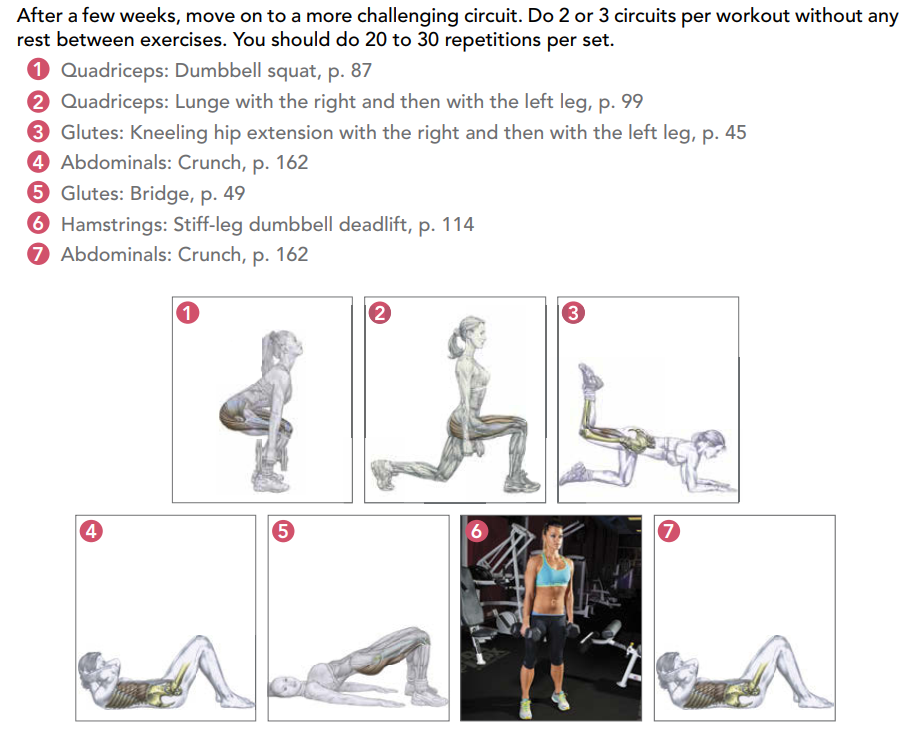 After a few weeks, move on to a more challenging circuit. Do 2 or 3 circuits per workout without any
rest between exercises. You should do 20 to 30 repetitions per set.
1 Quadriceps: Dumbbell squat, p. 87
2 Quadriceps: Lunge with the right and then with the left leg, p. 99
3 Glutes: Kneeling hip extension with the right and then with the left leg, p. 45
4 Abdominals: Crunch, p. 162
5 Glutes: Bridge, p. 49
6 Hamstrings: Stiff-leg dumbbell deadlift, p. 114
7 Abdominals: Crunch, p. 162
1 2 3
4 5 6 7